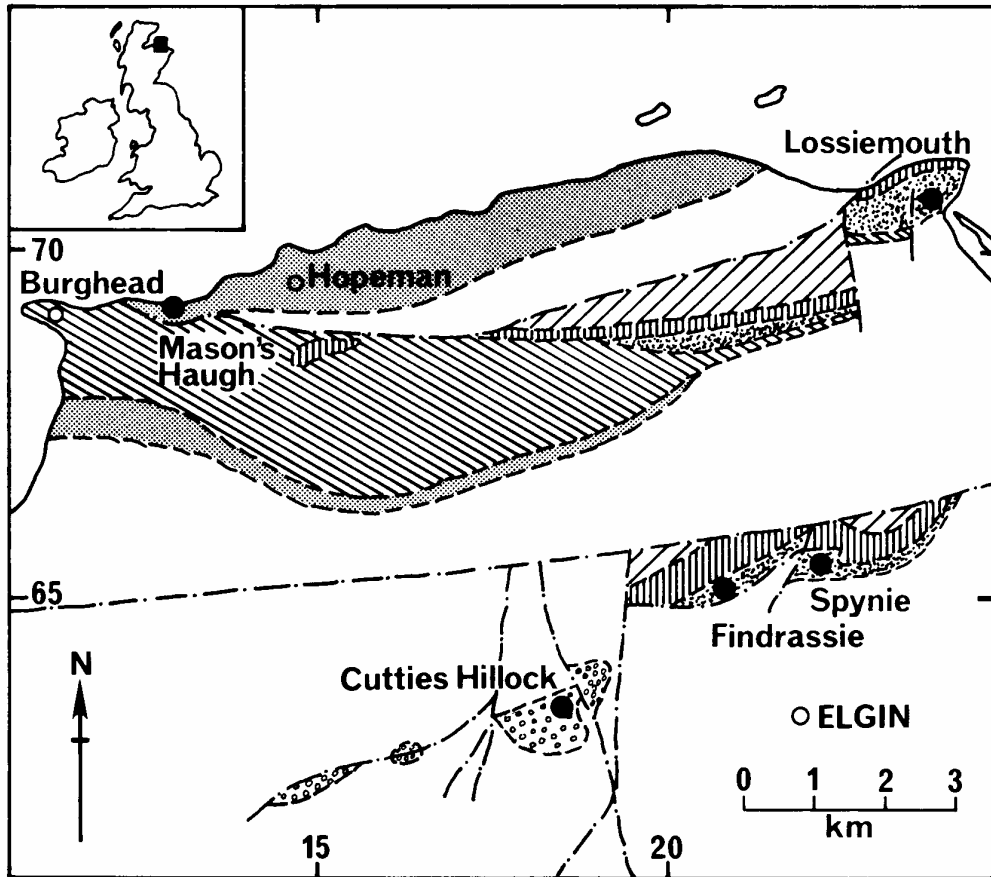 Lossiemouth
70
Burghead
Hopeman
Mason's
Haugh
65
Spynie
Findrassie
Cutties Hillock
N
ELGIN
0 1 2 3
km
15 20